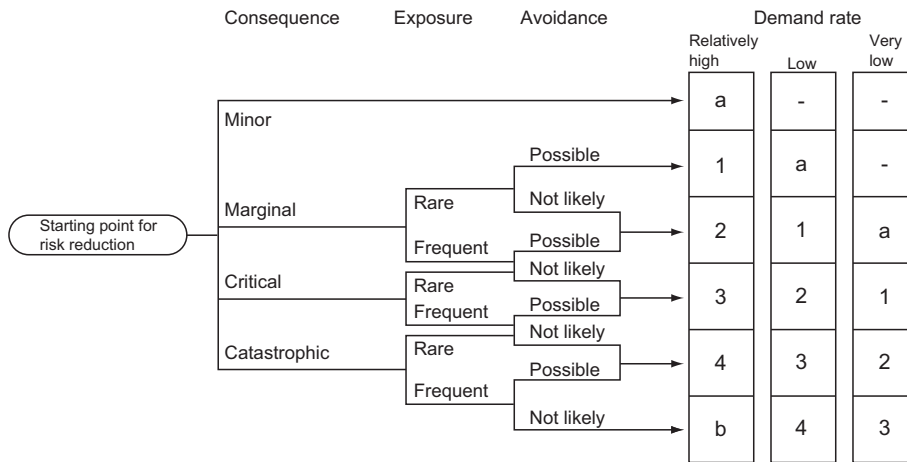 Consequence Exposure Avoidance Demand rate
Relatively high Low Very low
Minor a - -
Possible 1 a -
Marginal Rare Not likely
Starting point for
risk reduction
Frequent Possible 2 1 a
Not likely
Critical Rare
Frequent Possible 3 2 1
Not likely
Catastrophic Rare
Possible 4 3 2
Frequent
Not likely b 4 3